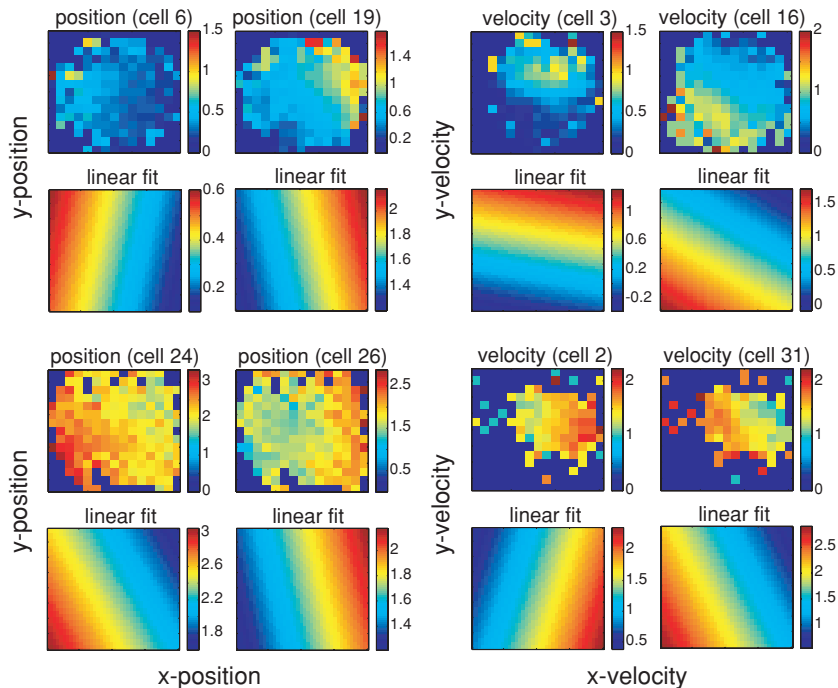 position (cell 6)
position (cell 19)
velocity (cell 3)
velocity (cell 16)
1.5
1
0.5
0
1.6
1.2
0.8
0.6
0.2
1.5
1
0.5
0
2
1.5
1
0.5
0
y-position
y-velocity
linear fit
linear fit
linear fit
linear fit
0.6
0.4
0.2
2
1.8
1.6
1.4
1
0.6
0.2
-0.2
1.5
1
0.5
0
position (cell 24)
position (cell 26)
velocity (cell 2)
velocity (cell 31)
3
2
1
0
2.5
1.5
0.5
2
1
0
2
1
0
y-position
y-velocity
linear fit
linear fit
linear fit
linear fit
3
2.6
2.2
1.8
2
1.8
1.6
1.4
2
1.5
1
0.5
2.5
2
1.5
1
x-position
x-velocity